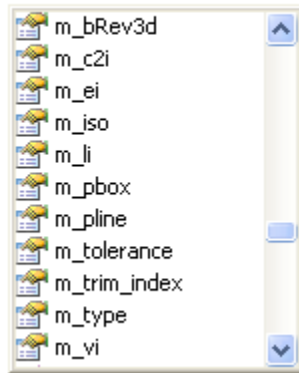 m_bRev3d
m_c2i
m_ei
m_iso
m_li
m_pbox
m_pline
m_tolerance
m_trim_index
m_type
m_vi